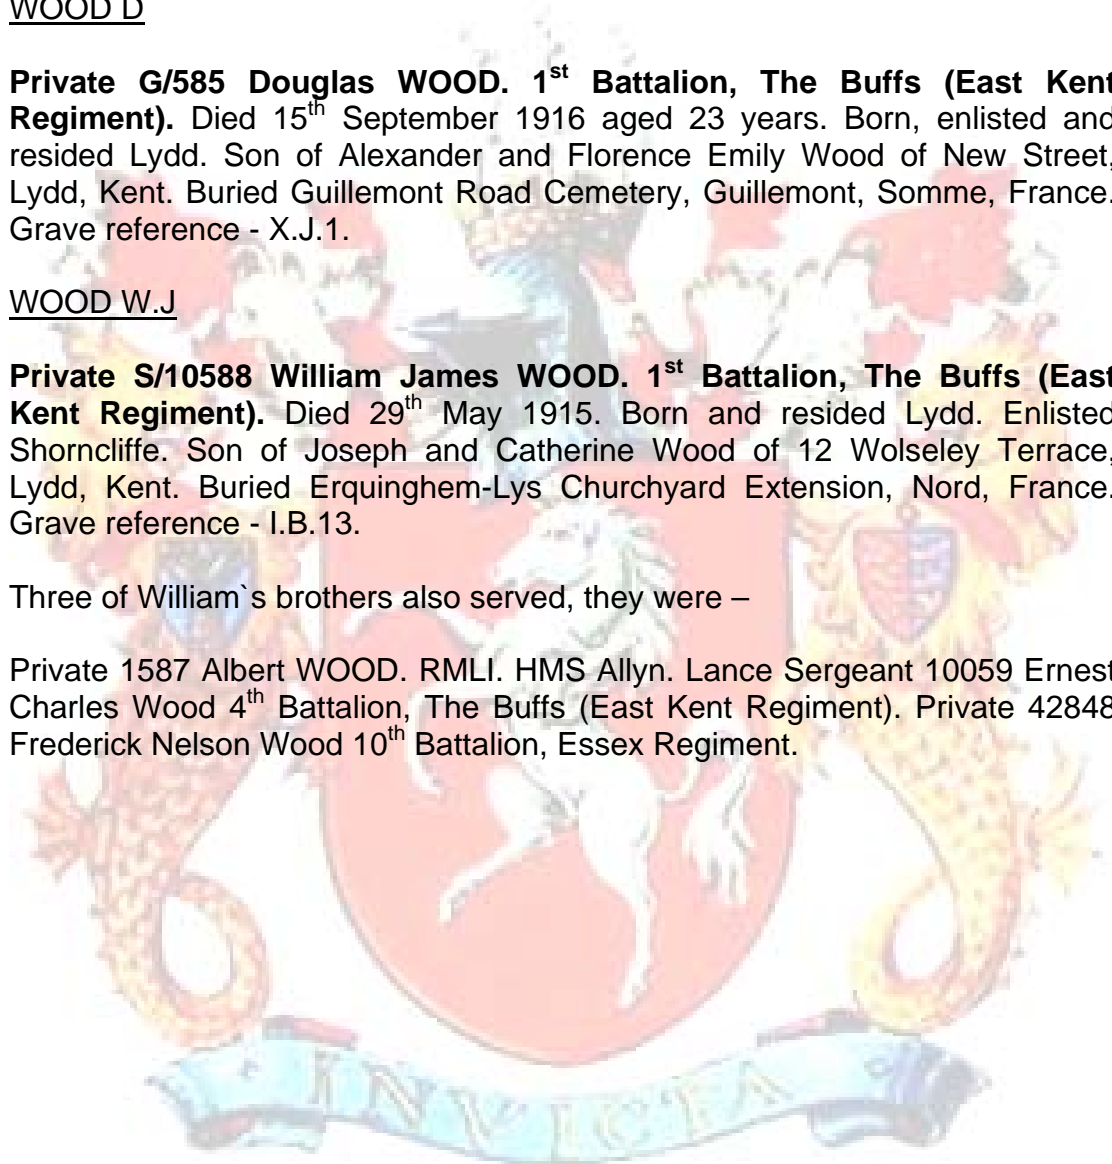 WOOD D
Private G/585 Douglas WOOD. 1st Battalion, The Buffs (East Kent
Regiment). Died 15th September 1916 aged 23 years. Born, enlisted and
resided Lydd. Son of Alexander and Florence Emily Wood of New Street,
Lydd, Kent. Buried Guillemont Road Cemetery, Guillemont, Somme, France.
Grave reference - X.J.1.
WOOD W.J
Private S/10588 William James WOOD. 1st Battalion, The Buffs (East
Kent Regiment). Died 29th May 1915. Born and resided Lydd. Enlisted
Shorncliffe. Son of Joseph and Catherine Wood of 12 Wolseley Terrace,
Lydd, Kent. Buried Erquinghem-Lys Churchyard Extension, Nord, France.
Grave reference - I.B.13.
Three of William`s brothers also served, they were –
Private 1587 Albert WOOD. RMLI. HMS Allyn. Lance Sergeant 10059 Ernest
Charles Wood 4th Battalion, The Buffs (East Kent Regiment). Private 42848
Frederick Nelson Wood 10th Battalion, Essex Regiment.
INVICTA